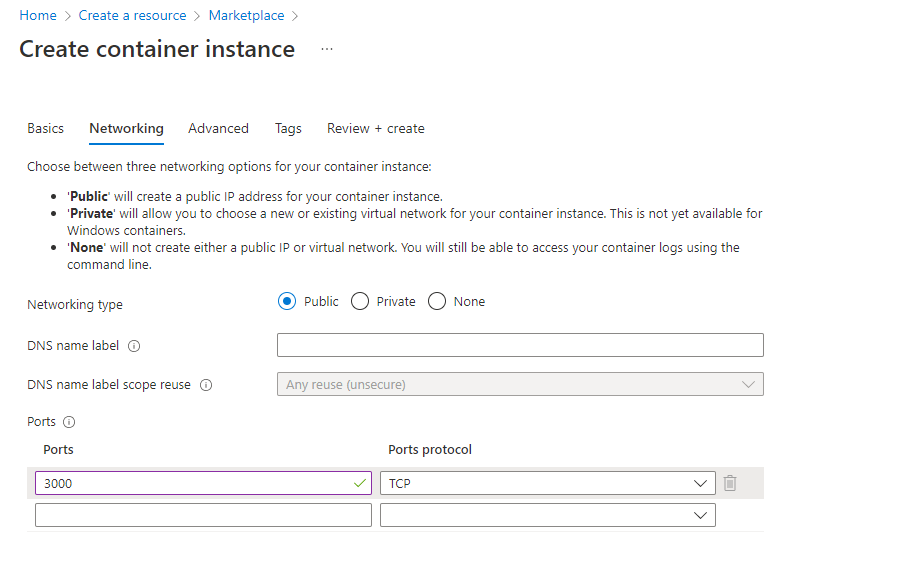 Home > Create a resource > Marketplace >
Create container instance ...
Basics Networking Advanced Tags Review + create
Choose between three networking options for your container instance:
• 'Public' will create a public IP address for your container instance.
• 'Private' will allow you to choose a new or existing virtual network for your container instance. This is not yet available for
Windows containers.
• 'None' will not create either a public IP or virtual network. You will still be able to access your container logs using the
command line.
Networking type Public Private None
DNS name label
DNS name label scope reuse Any reuse (unsecure)
Ports
Ports Ports protocol
3000 TCP